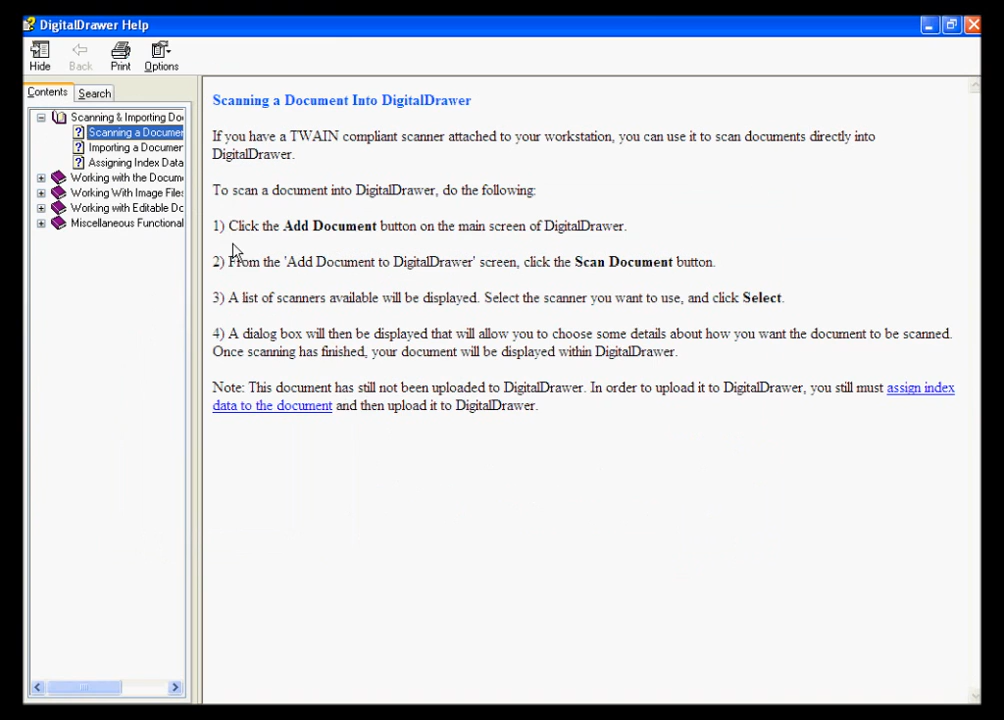 DigitalDrawer Help
Hide Back Print Options
Contents Search
Scanning & Importing Do
Scanning a Documen
Importing a Documer
Assigning Index Data
Working with the Docum
Working With Image File
Working with Editable Dc
Miscellaneous Functional
Scanning a Document Into DigitalDrawer
If you have a TWAIN compliant scanner attached to your workstation, you can use it to scan documents directly into
DigitalDrawer.
To scan a document into DigitalDrawer, do the following:
1) Click the Add Document button on the main screen of DigitalDrawer.
2) From the 'Add Document to DigitalDrawer' screen, click the Scan Document button.
3) A list of scanners available will be displayed. Select the scanner you want to use, and click Select.
4) A dialog box will then be displayed that will allow you to choose some details about how you want the document to be scanned.
Once scanning has finished, your document will be displayed within DigitalDrawer.
Note: This document has still not been uploaded to DigitalDrawer. In order to upload it to DigitalDrawer, you still must assign index
data to the document and then upload it to DigitalDrawer.